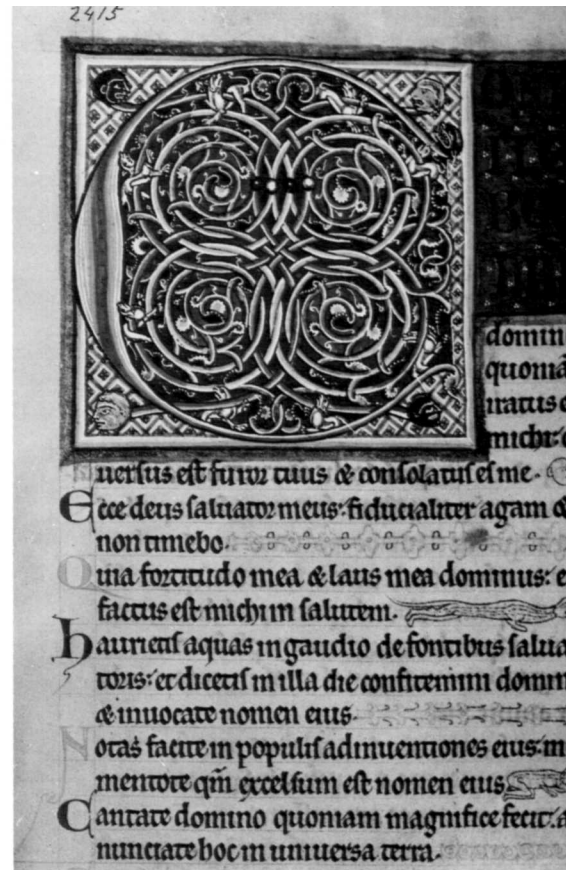 2415
domin
quoniā
iratus
michi:
uersus est furor tuus & consolatus es me.
Ecce deus saluator meus: fiducialiter agam &
non timebo.
Quia fortitudo mea & laus mea dominus: e
factus est michi in salutem.
haurietis aquas in gaudio de fontibus salua
toris: et dicetis in illa die confitemini domin
& inuocate nomen eius
Notas facite in populis adinuentiones eius: m
mentote qm̄ excelsum est nomen eius
Cantate domino quoniam magnifice fecit: a
nunciate hoc in uniuersa terra.